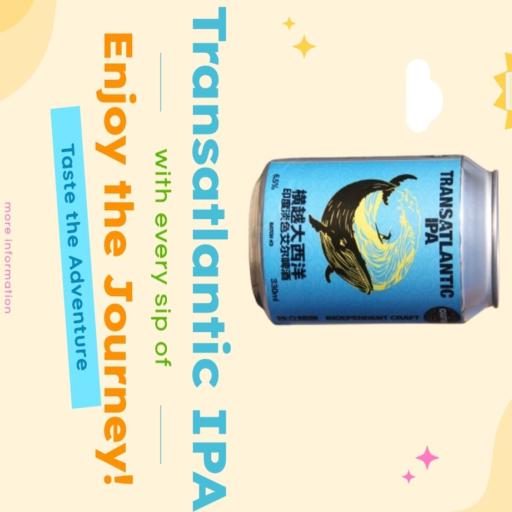 TRANSATLANTIC
IPA
横越大西洋
印度淡色艾尔啤酒
6.5%
330ml
INDEPENDENT CRAFT
Transatlantic IPA
with every sip of
Enjoy the Journey!
Taste the Adventure
more information